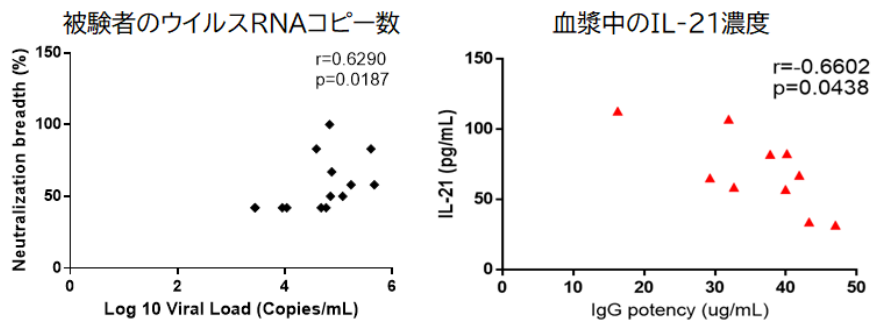 被験者のウイルスRNAコピー数
r=0.6290
p=0.0187
Neutralization breadth (%)
150
100
50
0
0
2
4
6
Log 10 Viral Load (Copies/mL)
血漿中のIL-21濃度
r=-0.6602
p=0.0438
IL-21 (pg/mL)
150
100
50
0
0
10
20
30
40
50
IgG potency (ug/mL)